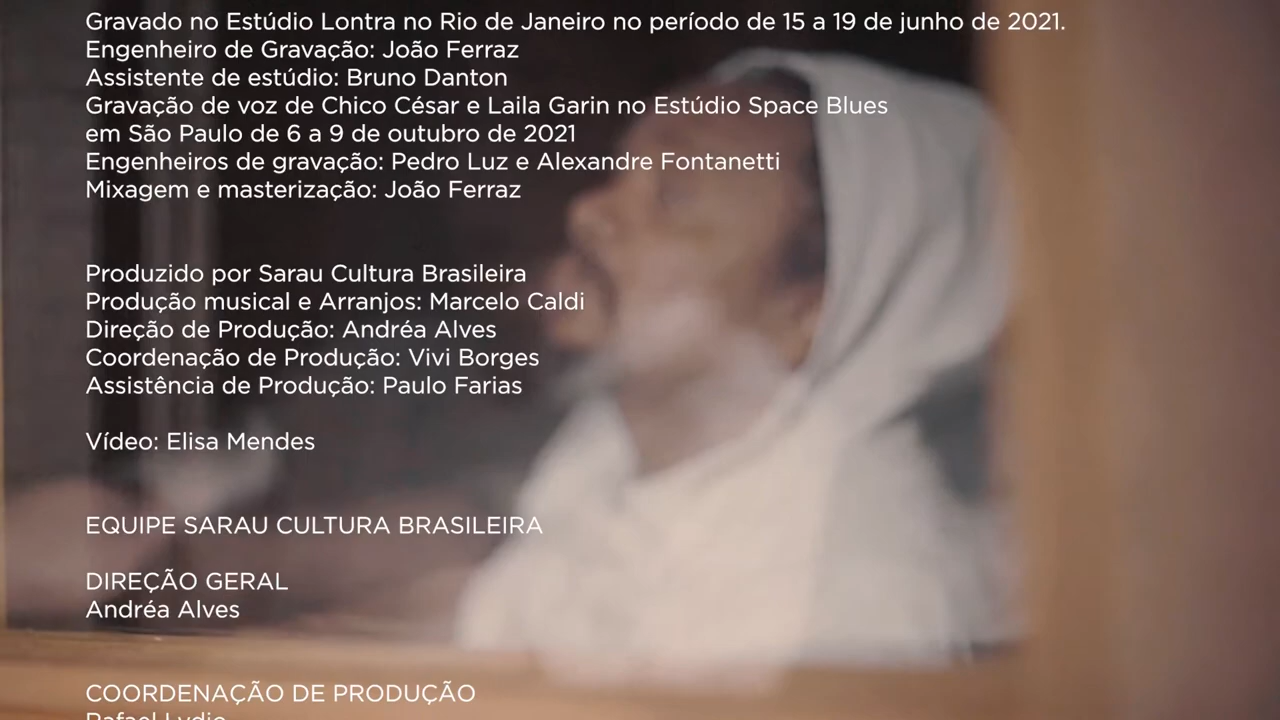 Gravado no Estúdio Lontra no Rio de Janeiro no período de 15 a 19 de junho de 2021.
Engenheiro de Gravação: João Ferraz
Assistente de estúdio: Bruno Danton
Gravação de voz de Chico César e Laila Garin no Estúdio Space Blues
em São Paulo de 6 a 9 de outubro de 2021
Engenheiros de gravação: Pedro Luz e Alexandre Fontanetti
Mixagem e masterização: João Ferraz
Produzido por Sarau Cultura Brasileira
Produção musical e Arranjos: Marcelo Caldi
Direção de Produção: Andréa Alves
Coordenação de Produção: Vivi Borges
Assistência de Produção: Paulo Farias
Vídeo: Elisa Mendes
EQUIPE SARAU CULTURA BRASILEIRA
DIREÇÃO GERAL
Andréa Alves
COORDENAÇÃO DE PRODUÇÃO
Rafael Lydio